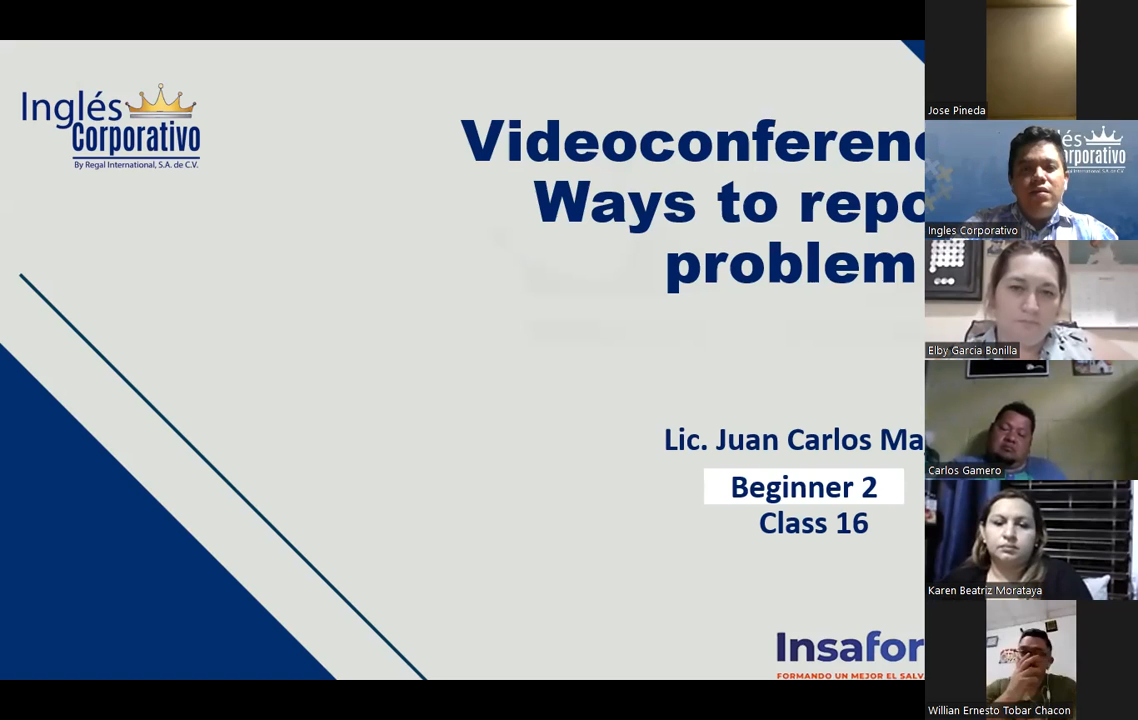 Inglés
Corporativo
By Regal International, S.A. de C.V.
Videoconferenc
Ways to repo
problem
Lic. Juan Carlos Ma
Beginner 2
Class 16
Insafor
FORMANDO UN MEJOR EL SALV
Jose Pineda
Ingles Corporativo
Elby Garcia Bonilla
Carlos Gamero
Karen Beatriz Morataya
Willian Ernesto Tobar Chacon